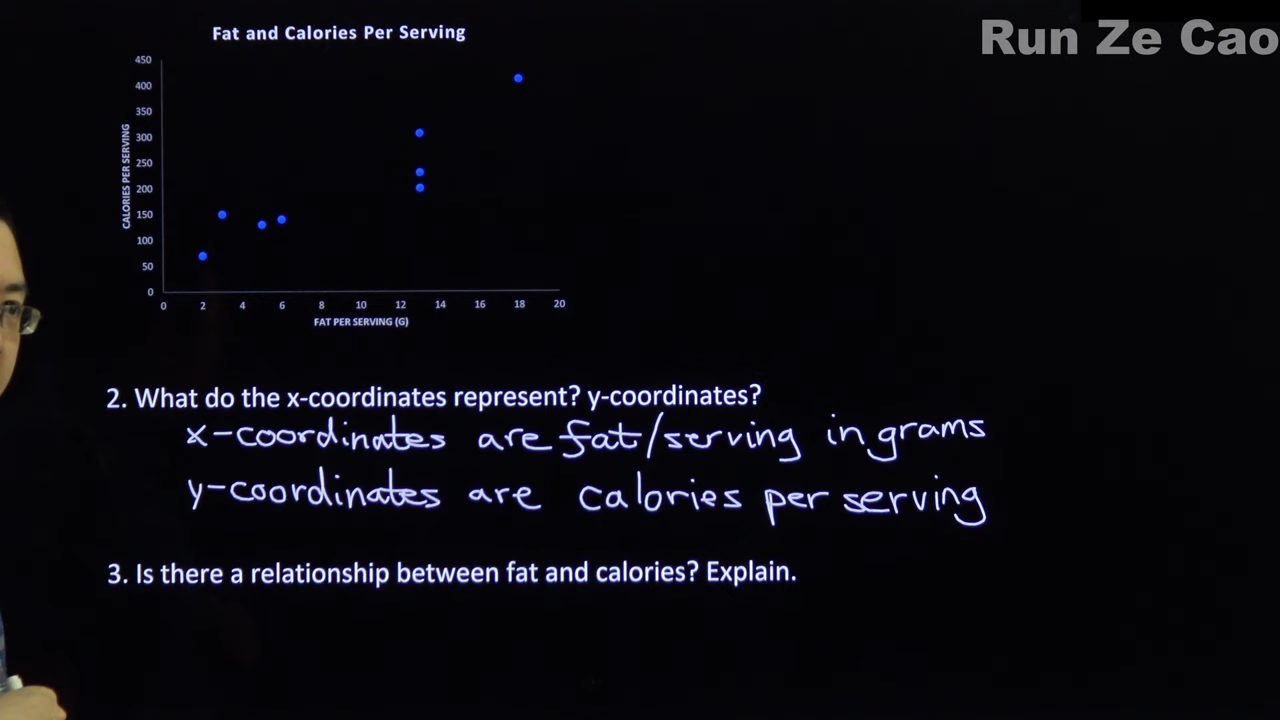 Fat and Calories Per Serving
Run Ze Cao
450
400
350
300
250
200
150
100
50
0
CALORIES PER SERVING
0 2 4 6 8 10 12 14 16 18 20
FAT PER SERVING (G)
2. What do the x-coordinates represent? y-coordinates?
x-coordinates are fat/serving in grams
y-coordinates are calories per serving
3. Is there a relationship between fat and calories? Explain.